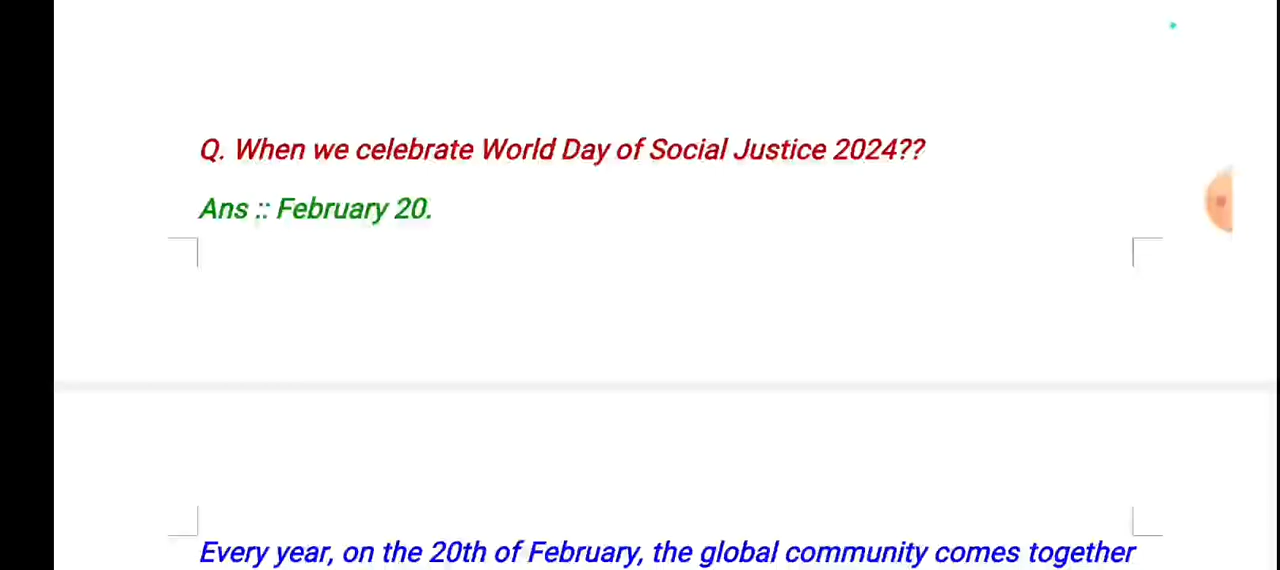 Q. When we celebrate World Day of Social Justice 2024??
Ans :: February 20.
Every year, on the 20th of February, the global community comes together